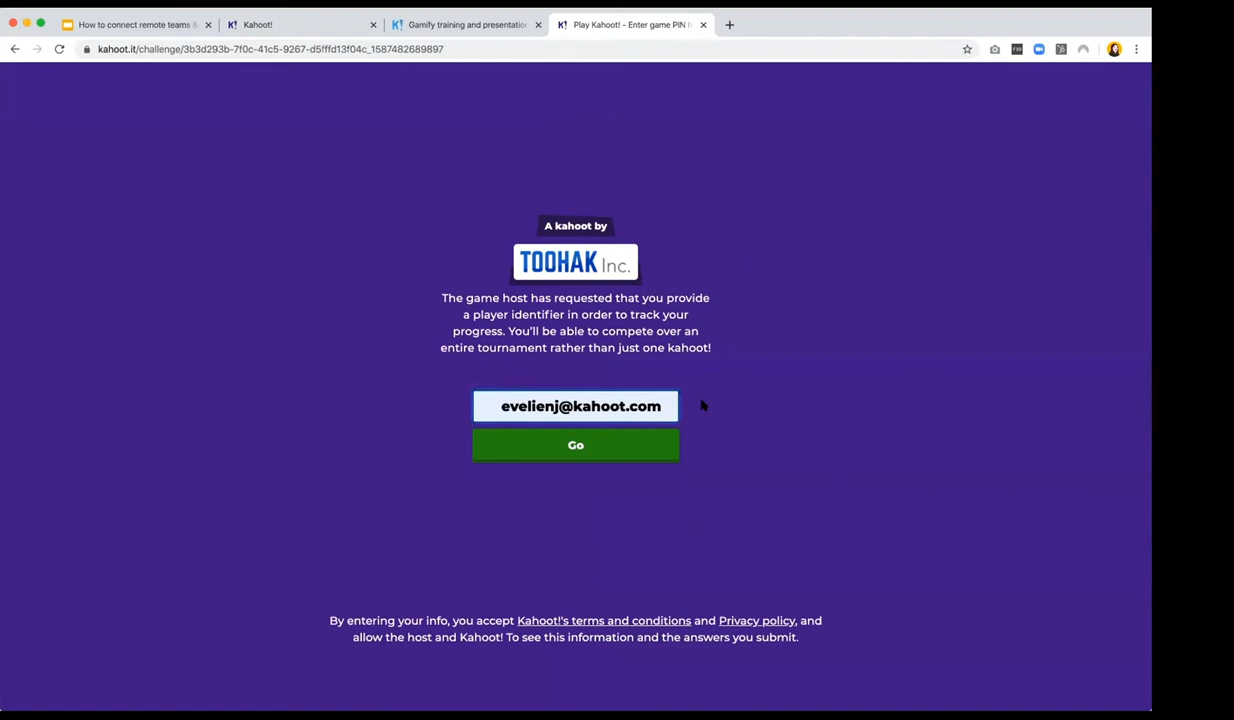 How to connect remote teams &
Kahoot!
Gamify training and presentatio
Play Kahoot! - Enter game PIN h
kahoot.it/challenge/3b3d293b-7f0c-41c5-9267-d5fffd13f04c_1587482689897
A kahoot by
TOOHAK Inc.
The game host has requested that you provide
a player identifier in order to track your
progress. You'll be able to compete over an
entire tournament rather than just one kahoot!
evelienj@kahoot.com
Go
By entering your info, you accept Kahoot!'s terms and conditions and Privacy policy, and
allow the host and Kahoot! To see this information and the answers you submit.